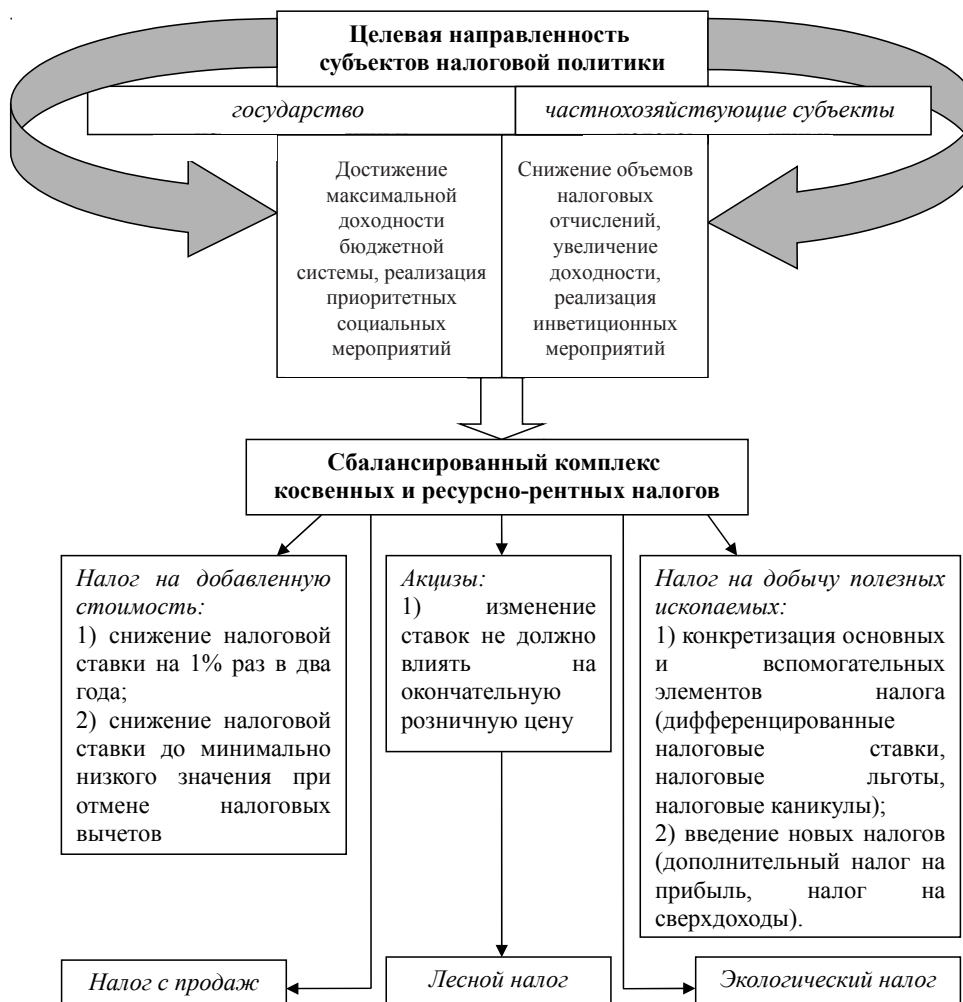 Целевая направленность
субъектов налоговой политики
государство
частнохозяйствующие субъекты
Достижение
максимальной
доходности
бюджетной
системы, реализация
приоритетных
социальных
мероприятий
Снижение объемов
налоговых
отчислений,
увеличение
доходности,
реализация
инветиционных
мероприятий
Сбалансированный комплекс
косвенных и ресурсно-рентных налогов
Налог на добавленную
стоимость:
1) снижение налоговой
ставки на 1% раз в два
года;
2) снижение налоговой
ставки до минимально
низкого значения при
отмене налоговых
вычетов
Акцизы:
1) изменение
ставок не должно
влиять на
окончательную
розничную цену
Налог на добычу полезных
ископаемых:
1) конкретизация основных
и вспомогательных
элементов налога
(дифференцированные
налоговые ставки,
налоговые льготы,
налоговые каникулы);
2) введение новых налогов
(дополнительный налог на
прибыль, налог на
сверхдоходы).
Налог с продаж
Лесной налог
Экологический налог